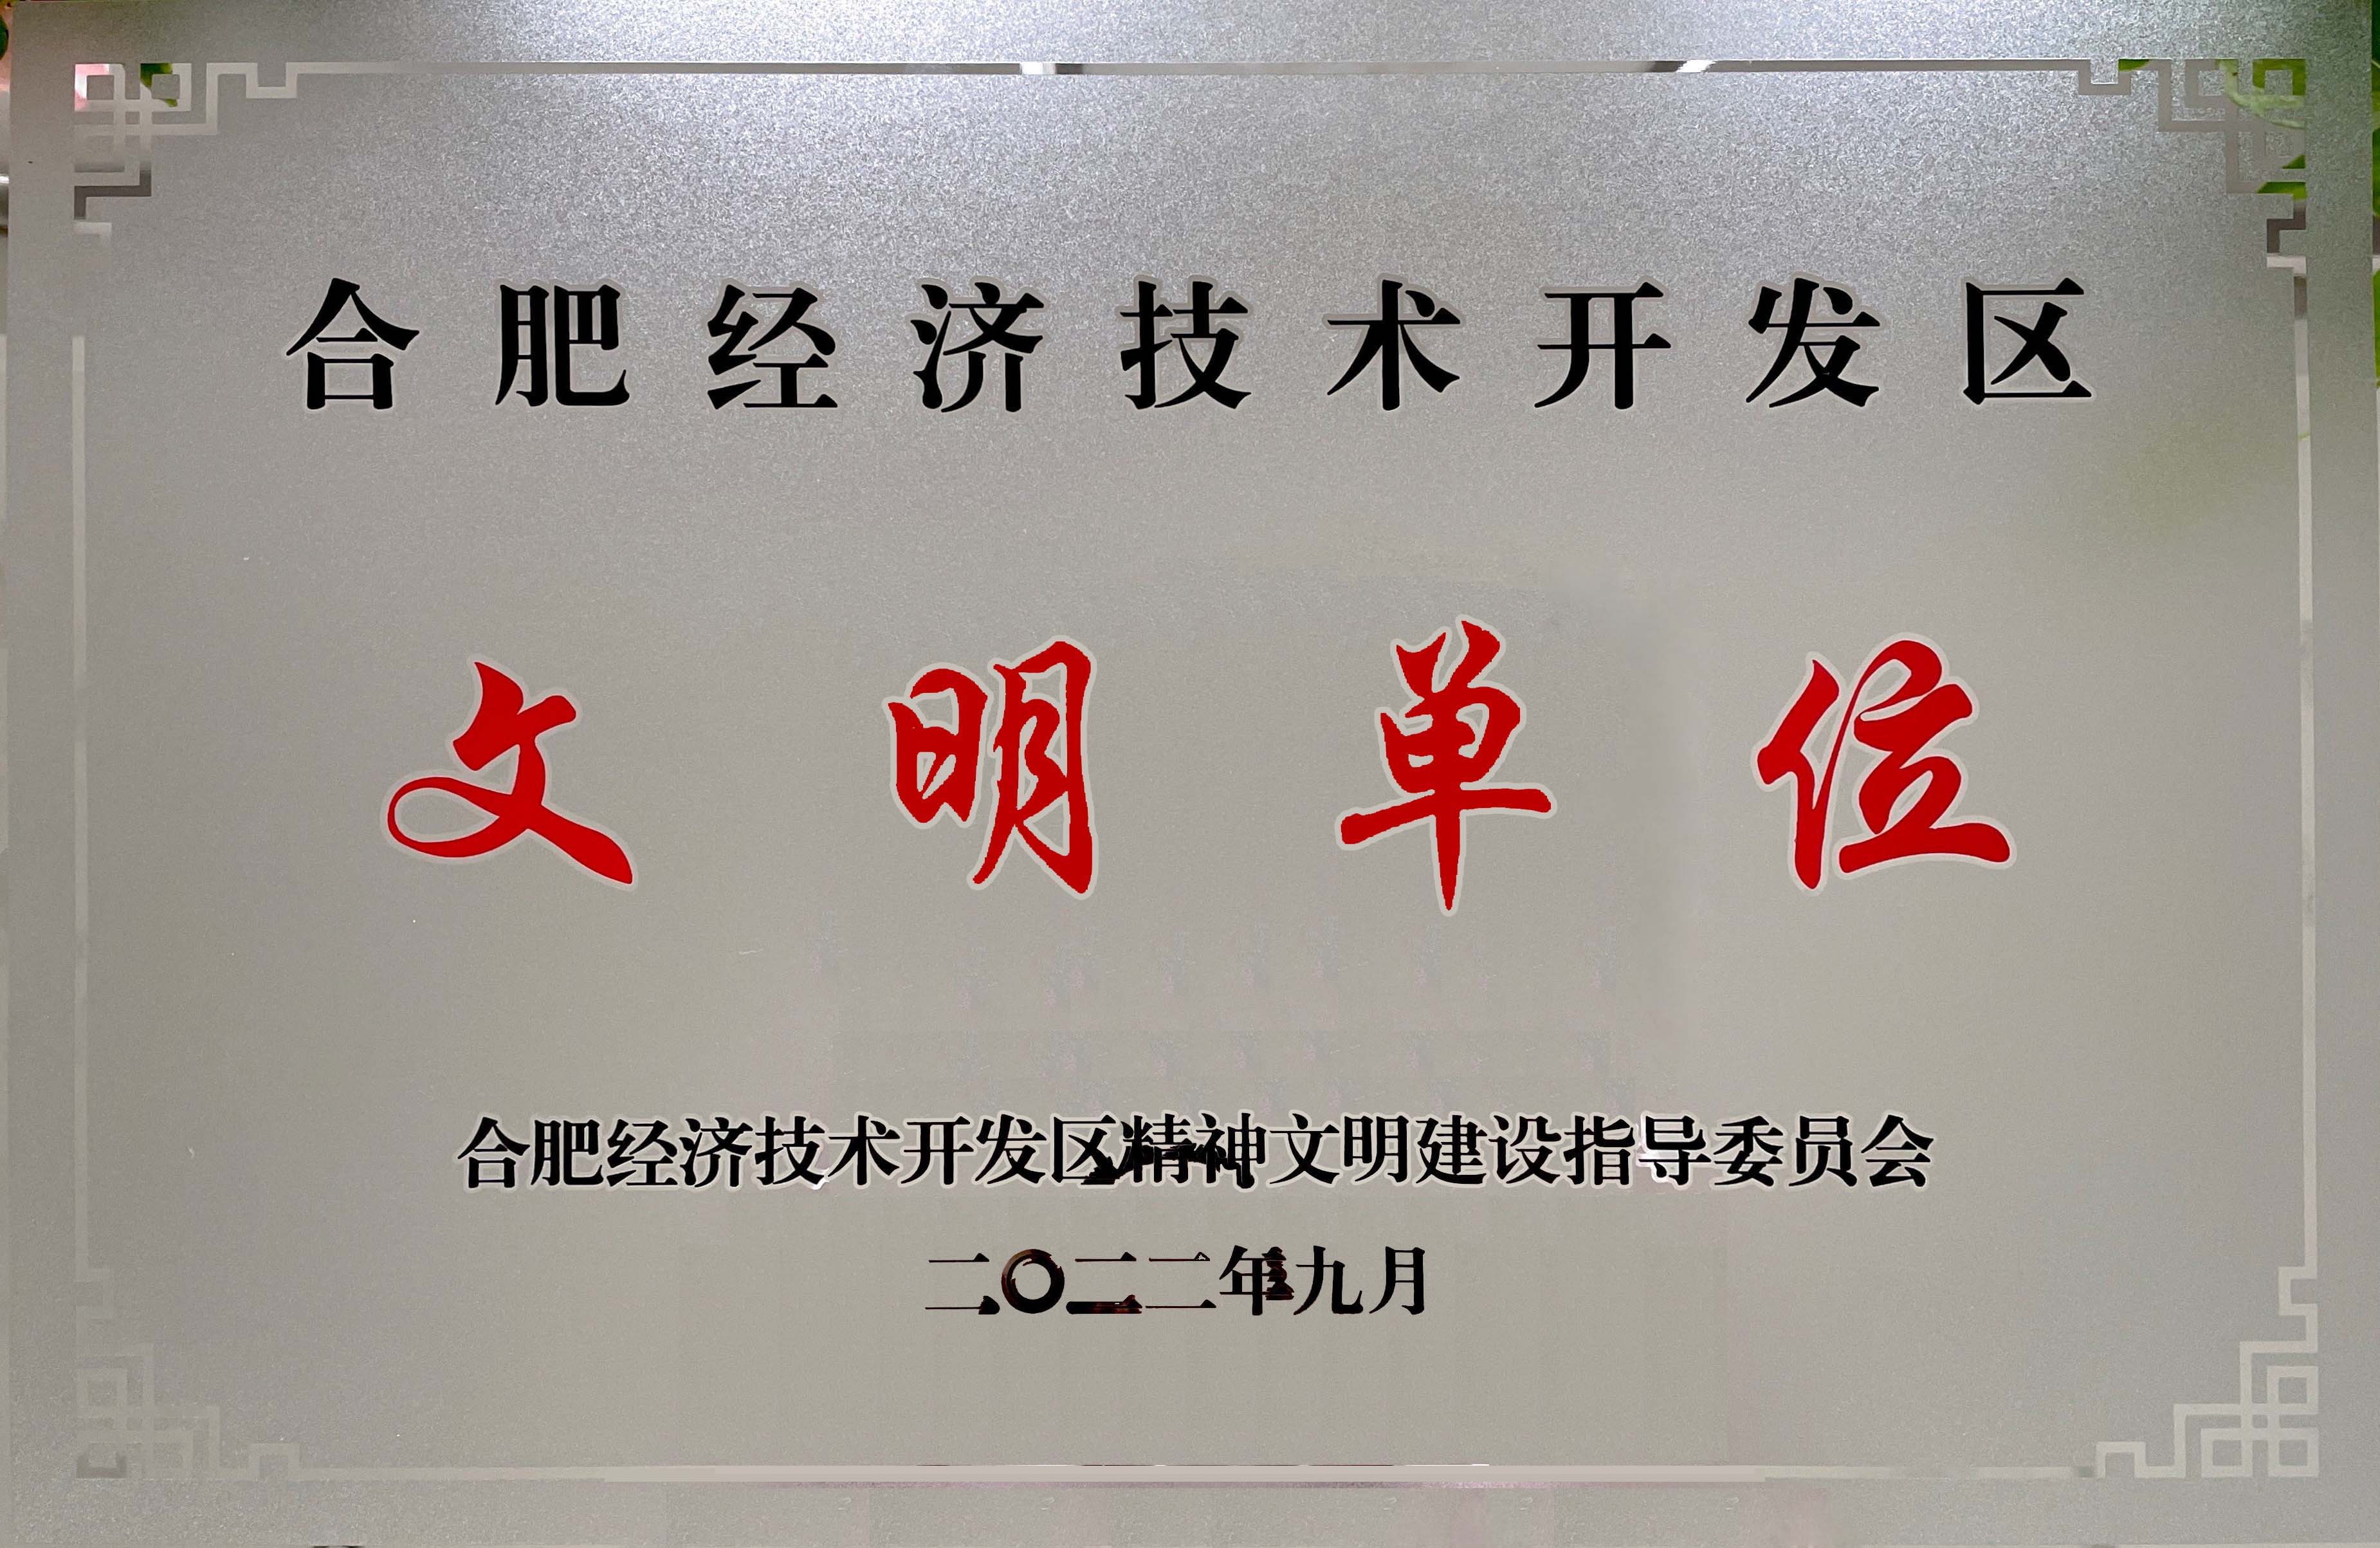 合肥经济技术开发区
文明单位
合肥经济技术开发区精神文明建设指导委员会
二〇二二年九月